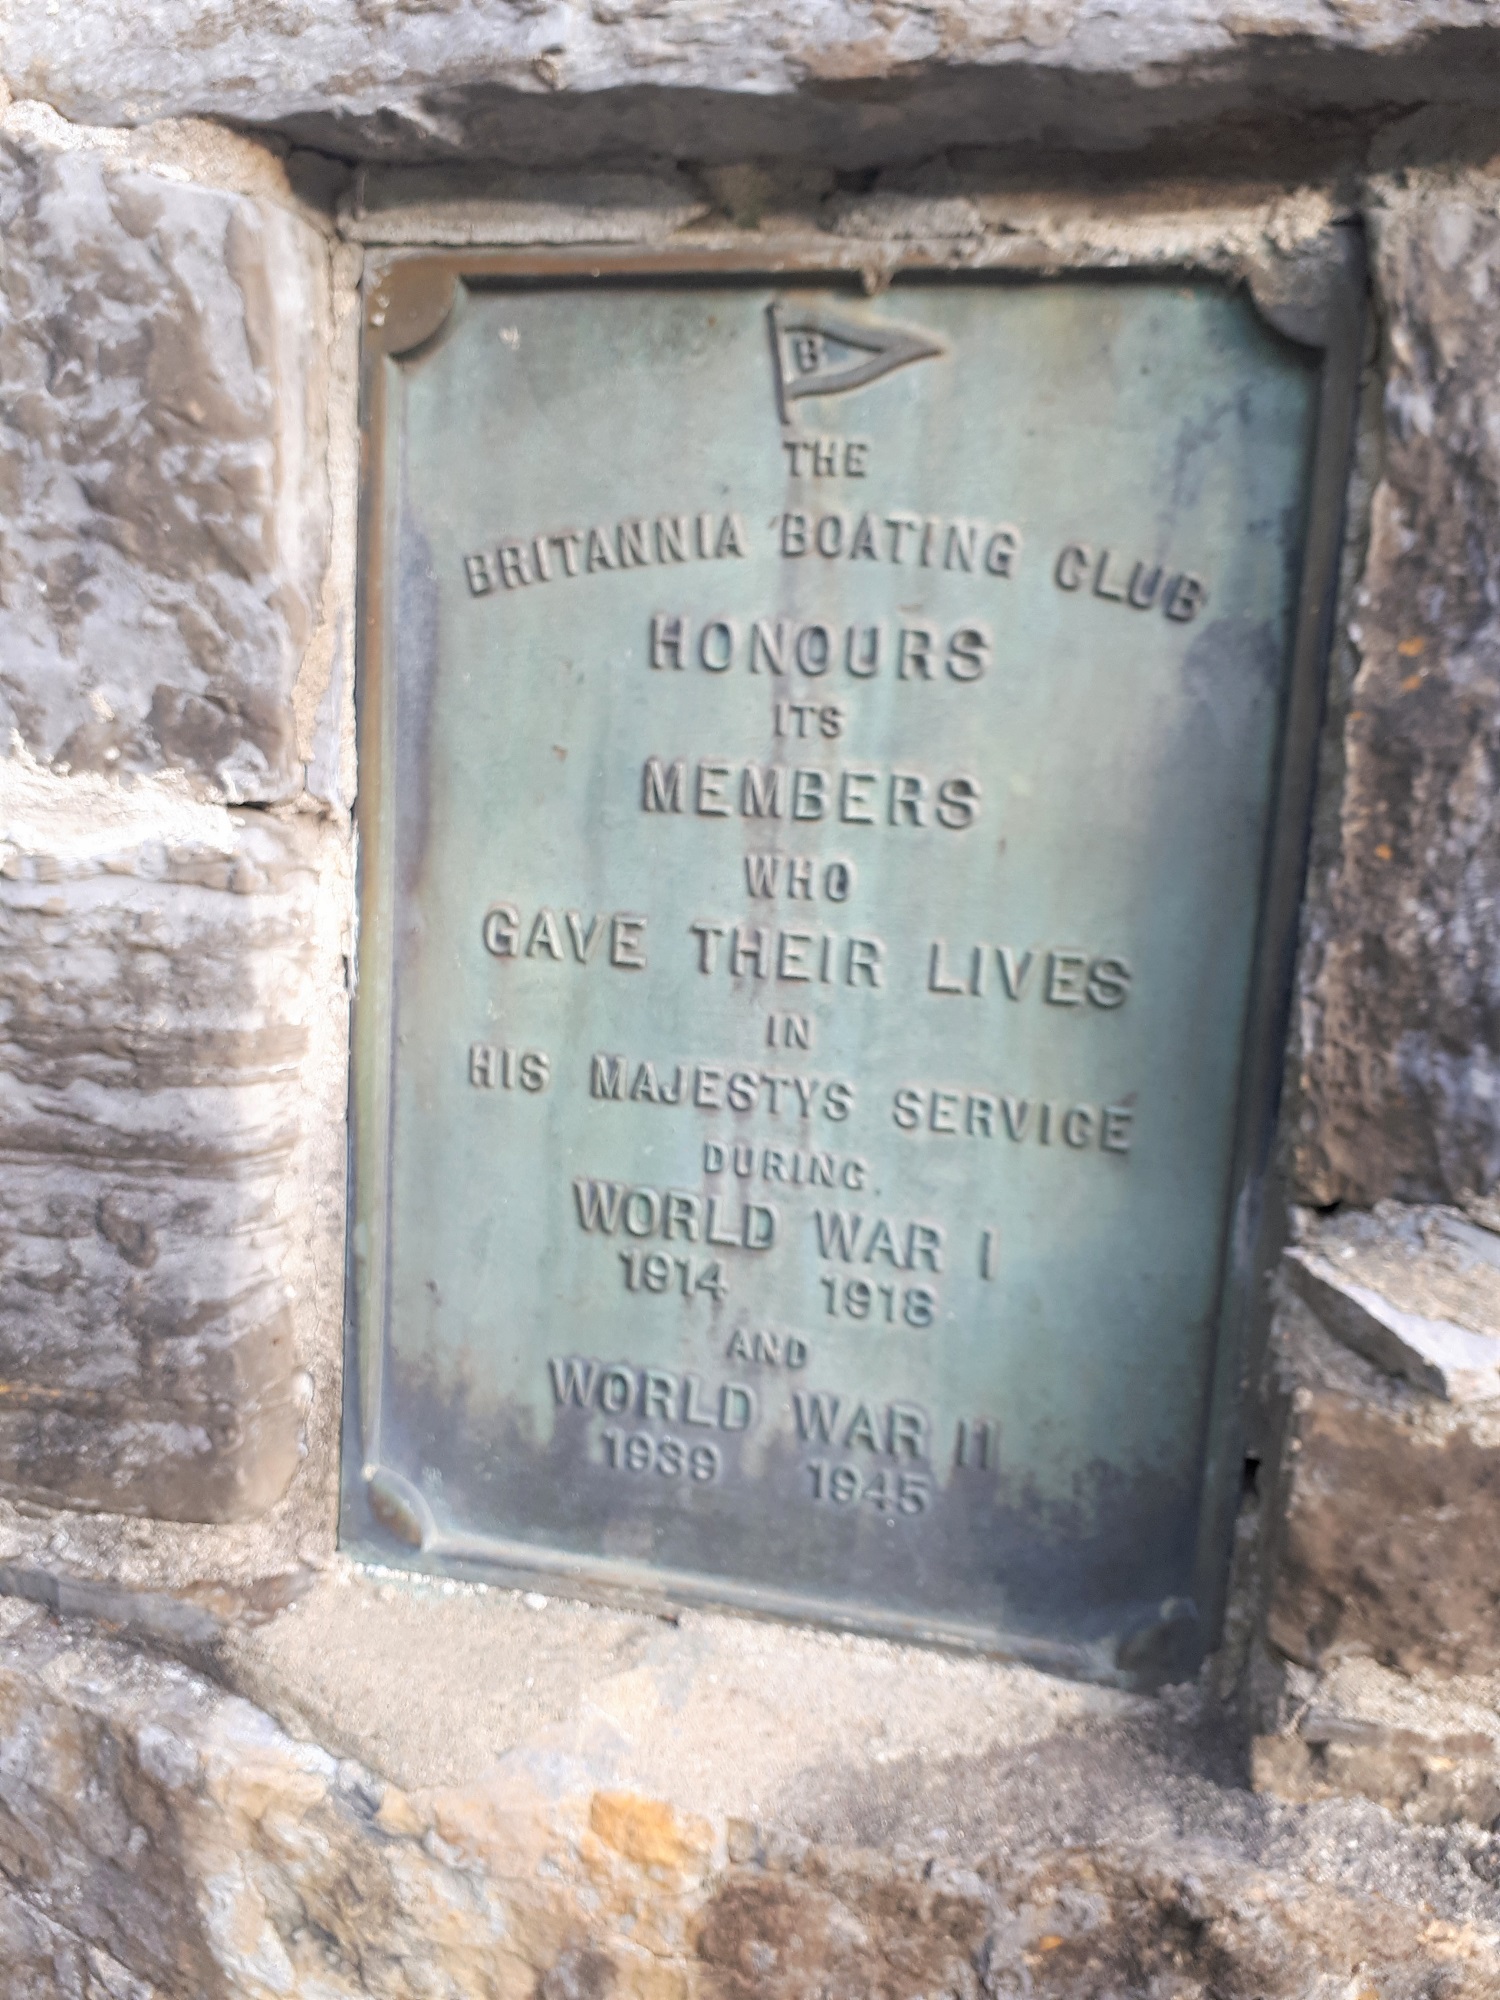 B
THE
BRITANNIA BOATING CLUB
HONOURS
ITS
MEMBERS
WHO
GAVE THEIR LIVES
IN
HIS MAJESTYS SERVICE
DURING
WORLD WAR I
1914 1918
AND
WORLD WAR II
1939 1945